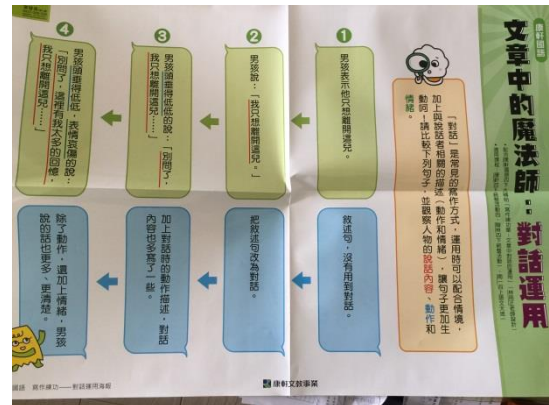 康軒國語
文章中的魔法師：對話運用
「對話」是常見的寫作方式，運用時可以配合情境，
加上與說話者相關的描述（動作和情緒），讓句子更加生
動呵！請比較下列句子，並觀察人物的說話內容、動作和
情緒。
1
男孩表示他只想離開這兒。
敘述句，沒有用到對話。
2
男孩說：「我只想離開這兒。」
把敘述句改為對話。
3
男孩頭垂得低低的說：「別問了，
我只想離開這兒……」
加上對話時的動作描述，對話
內容也多寫了一些。
4
男孩頭垂得低低的，表情哀傷的說：
「別問了，這裡有我太多的回憶，
我只想離開這兒……」
除了動作，還加上情緒，男孩
說的話也更多、更清楚。
康軒文教事業
國語 寫作練功——對話運用海報